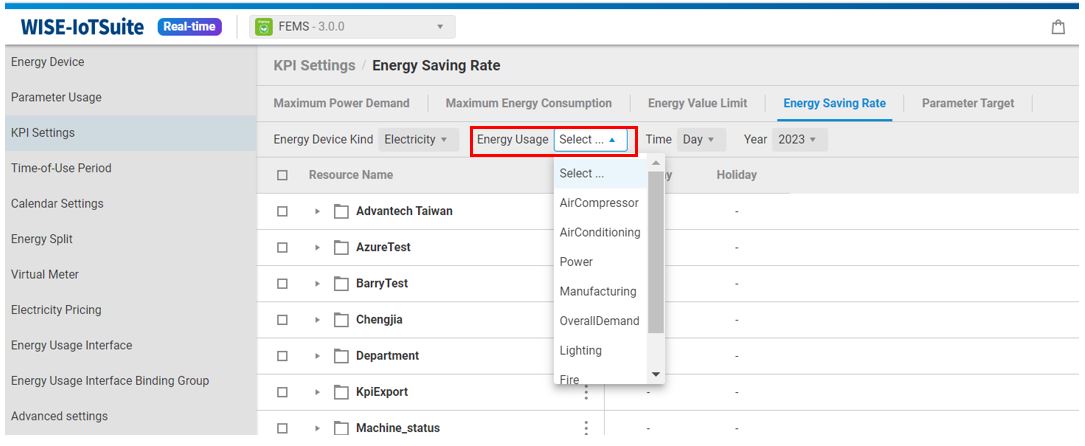 WISE-IoTSuite Real-time FEMS - 3.0.0
Energy Device
Parameter Usage
KPI Settings
Time-of-Use Period
Calendar Settings
Energy Split
Virtual Meter
Electricity Pricing
Energy Usage Interface
Energy Usage Interface Binding Group
Advanced settings
KPI Settings / Energy Saving Rate
Maximum Power Demand Maximum Energy Consumption Energy Value Limit Energy Saving Rate Parameter Target
Energy Device Kind Electricity Energy Usage Select ... Time Day Year 2023
Resource Name Holiday
Select ...
AirCompressor
AirConditioning
Power
Manufacturing
OverallDemand
Lighting
Fire
Advantech Taiwan -
AzureTest -
BarryTest -
Chengjia -
Department -
KpiExport - -
Machine_status - -